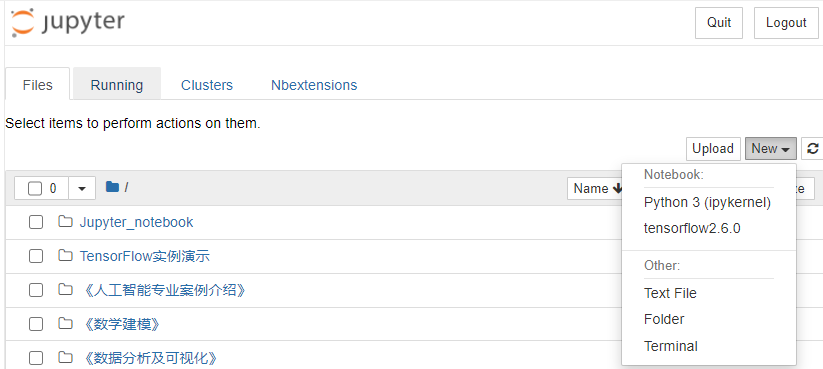 jupyter
Quit
Logout
Files
Running
Clusters
Nbextensions
Select items to perform actions on them.
Upload
New
0
/
Name
Notebook:
Python 3 (ipykernel)
tensorflow2.6.0
Other:
Text File
Folder
Terminal
Jupyter_notebook
TensorFlow实例演示
《人工智能专业案例介绍》
《数学建模》
《数据分析及可视化》